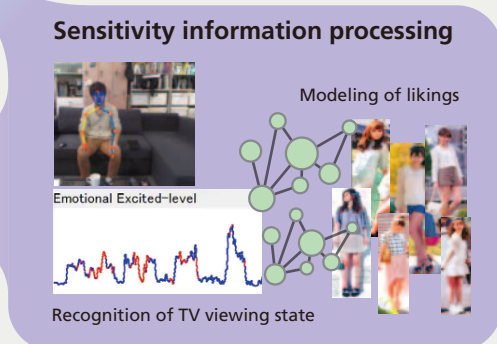 Sensitivity information processing
Modeling of likings
Emotional Excited-level
Recognition of TV viewing state